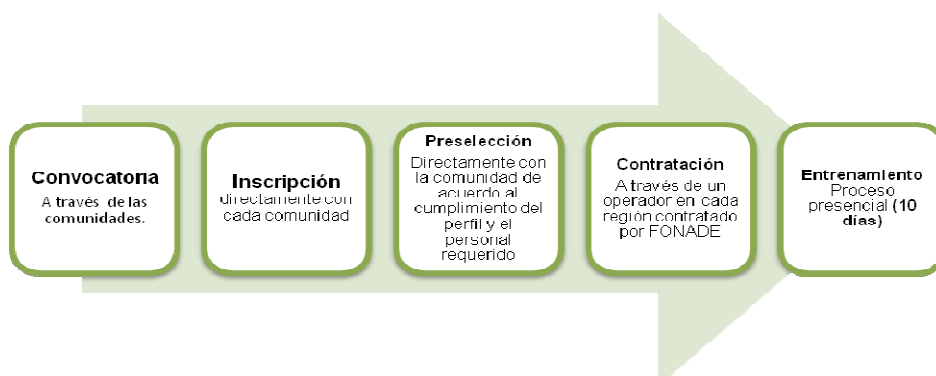 Convocatoria
A través de las
comunidades.
Inscripción
directamente con
cada comunidad
Preselección
Directamente con
la comunidad de
acuerdo al
cumplimiento del
perfil y el
personal
requerido
Contratación
A través de un
operador en cada
región contratado
por FONADE
Entrenamiento
Proceso
presencial (10
días)